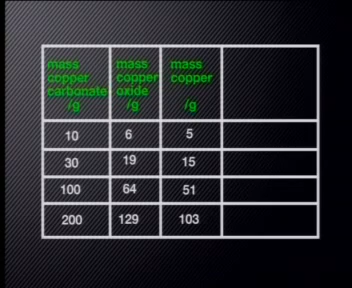 mass copper carbonate /g | mass copper oxide /g | mass copper /g
10 | 6 | 5
30 | 19 | 15
100 | 64 | 51
200 | 129 | 103